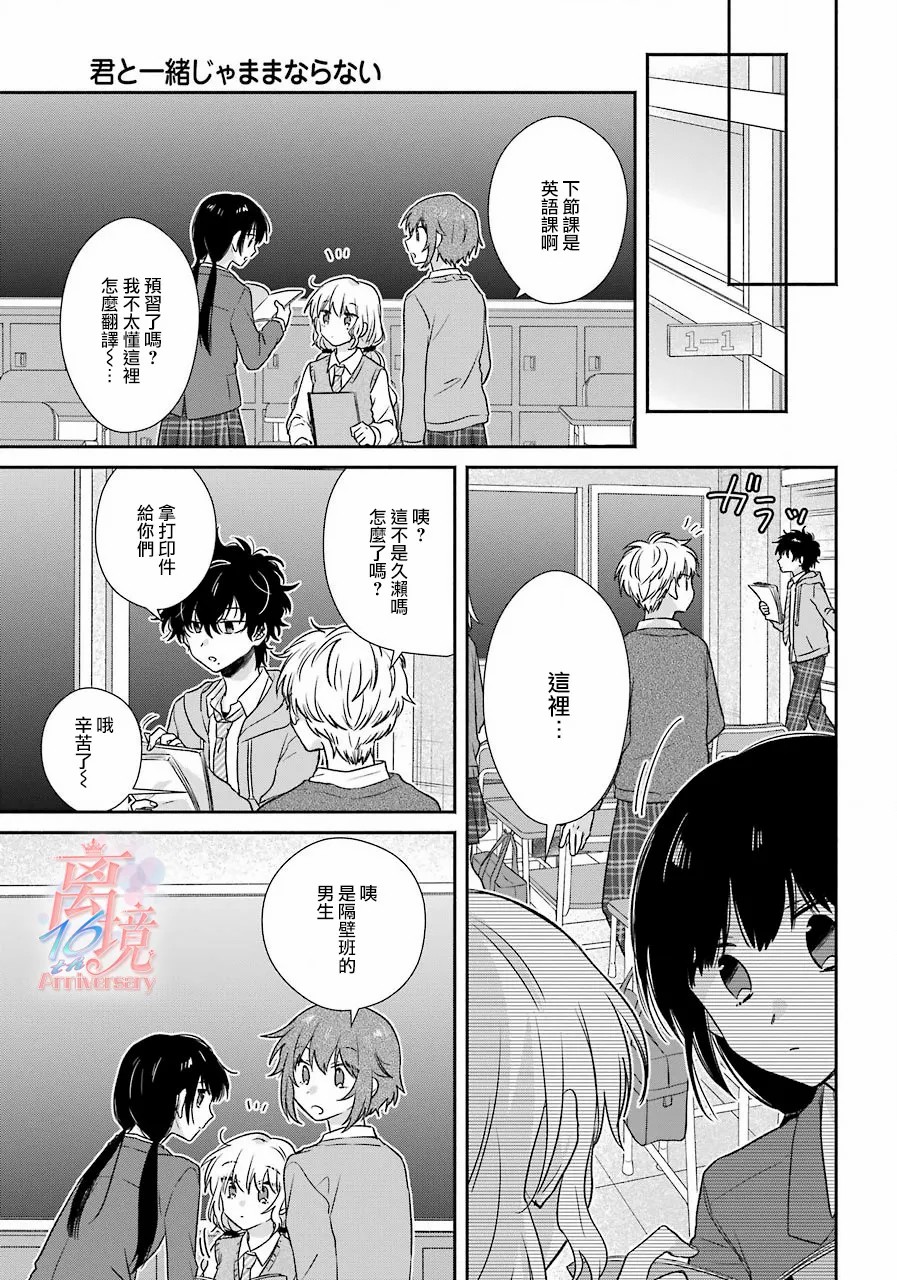 君と一緒じゃままならない
1-1
下節課是
英語課啊
預習了嗎？
我不太懂這裡
怎麼翻譯～…
ガラッ
這裡…
咦？
這不是久瀨嗎
怎麼了嗎？
拿打印件
給你們
哦
辛苦了～
咦
是隔壁班的
男生
离境
16th
Anniversary